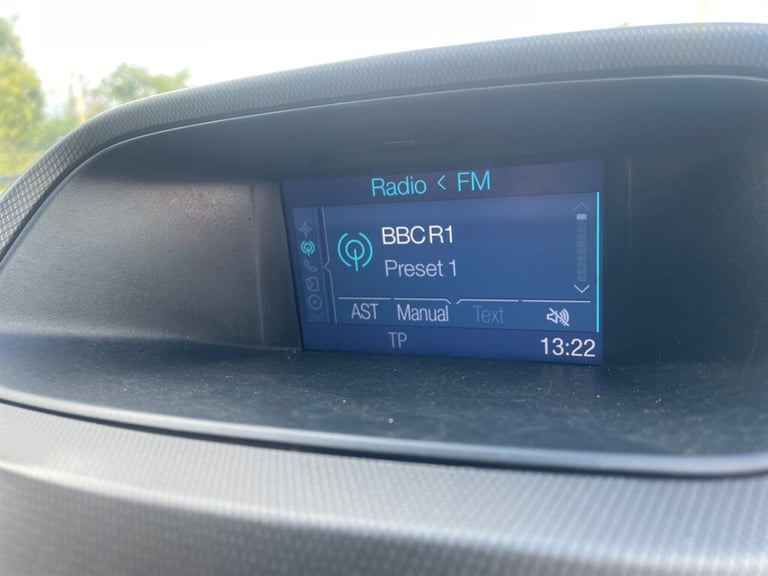 Radio < FM
BBC R1
Preset 1
AST Manual Text
TP 13:22